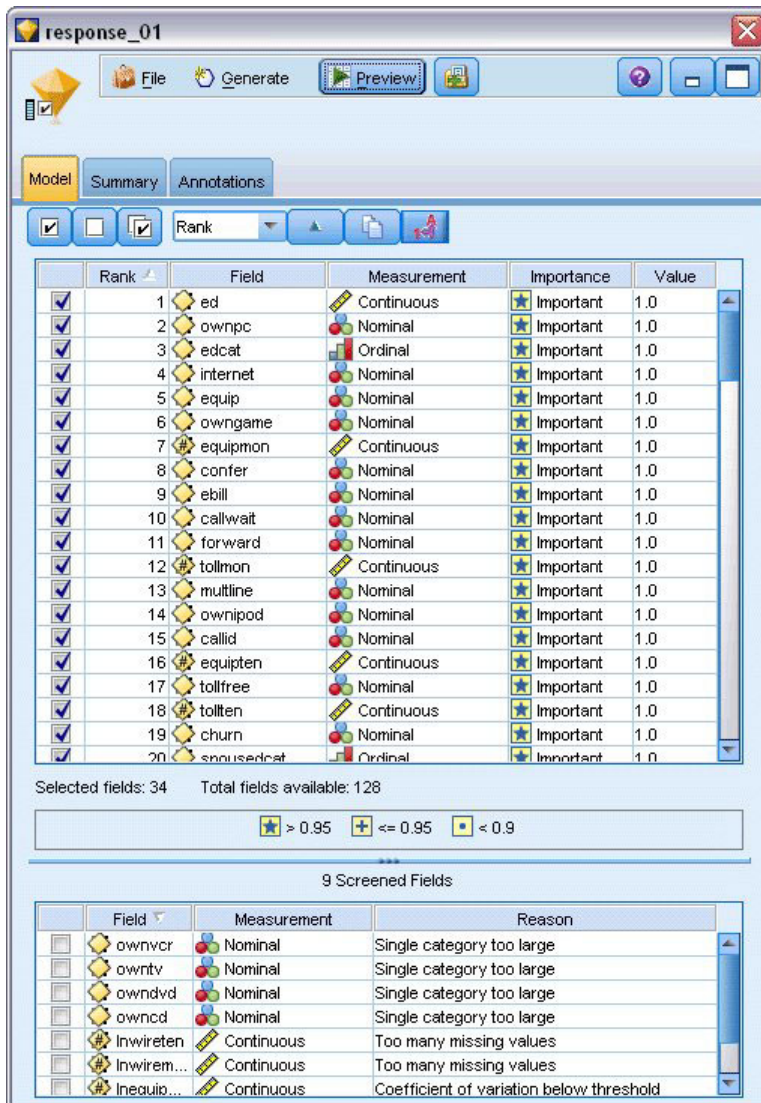 response_01
File Generate Preview
Model Summary Annotations
Rank
Rank Field Measurement Importance Value
1 ed Continuous Important 1.0
2 ownpc Nominal Important 1.0
3 edcat Ordinal Important 1.0
4 internet Nominal Important 1.0
5 equip Nominal Important 1.0
6 owngame Nominal Important 1.0
7 equipmon Continuous Important 1.0
8 confer Nominal Important 1.0
9 ebill Nominal Important 1.0
10 callwait Nominal Important 1.0
11 forward Nominal Important 1.0
12 tollmon Continuous Important 1.0
13 multline Nominal Important 1.0
14 ownipod Nominal Important 1.0
15 callid Nominal Important 1.0
16 equipten Continuous Important 1.0
17 tollfree Nominal Important 1.0
18 tollten Continuous Important 1.0
19 churn Nominal Important 1.0
20 spousedcat Ordinal Important 1.0
Selected fields: 34 Total fields available: 128
> 0.95 <= 0.95 < 0.9
9 Screened Fields
Field Measurement Reason
ownvcr Nominal Single category too large
owntv Nominal Single category too large
owndvd Nominal Single category too large
owncd Nominal Single category too large
lnwireten Continuous Too many missing values
lnwirem... Continuous Too many missing values
lnequip... Continuous Coefficient of variation below threshold